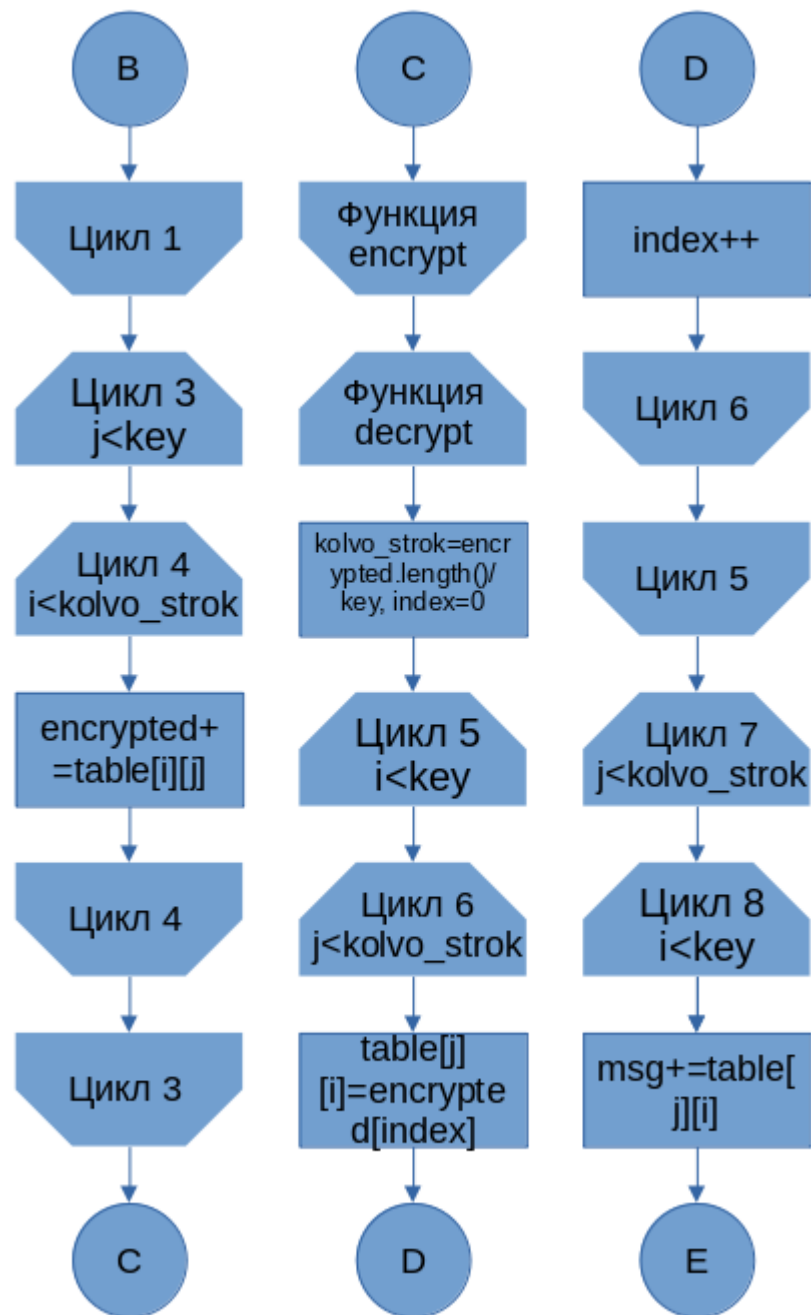 B
Цикл 1
Цикл 3
j<key
Цикл 4
i<kolvo_strok
encrypted+
=table[i][j]
Цикл 4
Цикл 3
C
C
Функция
encrypt
Функция
decrypt
kolvo_strok=encr
ypted.length()/
key, index=0
Цикл 5
i<key
Цикл 6
j<kolvo_strok
table[j]
[i]=encrypte
d[index]
D
D
index++
Цикл 6
Цикл 5
Цикл 7
j<kolvo_strok
Цикл 8
i<key
msg+=table[
j][i]
E